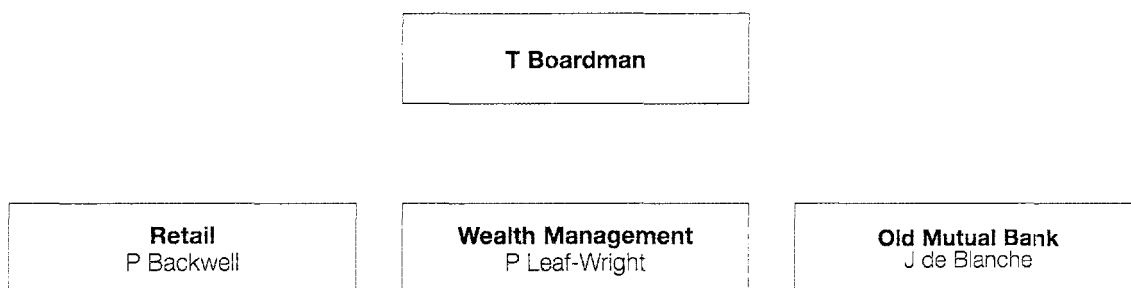 T Boardman
Retail
P Backwell
Wealth Management
P Leaf-Wright
Old Mutual Bank
J de Blanche